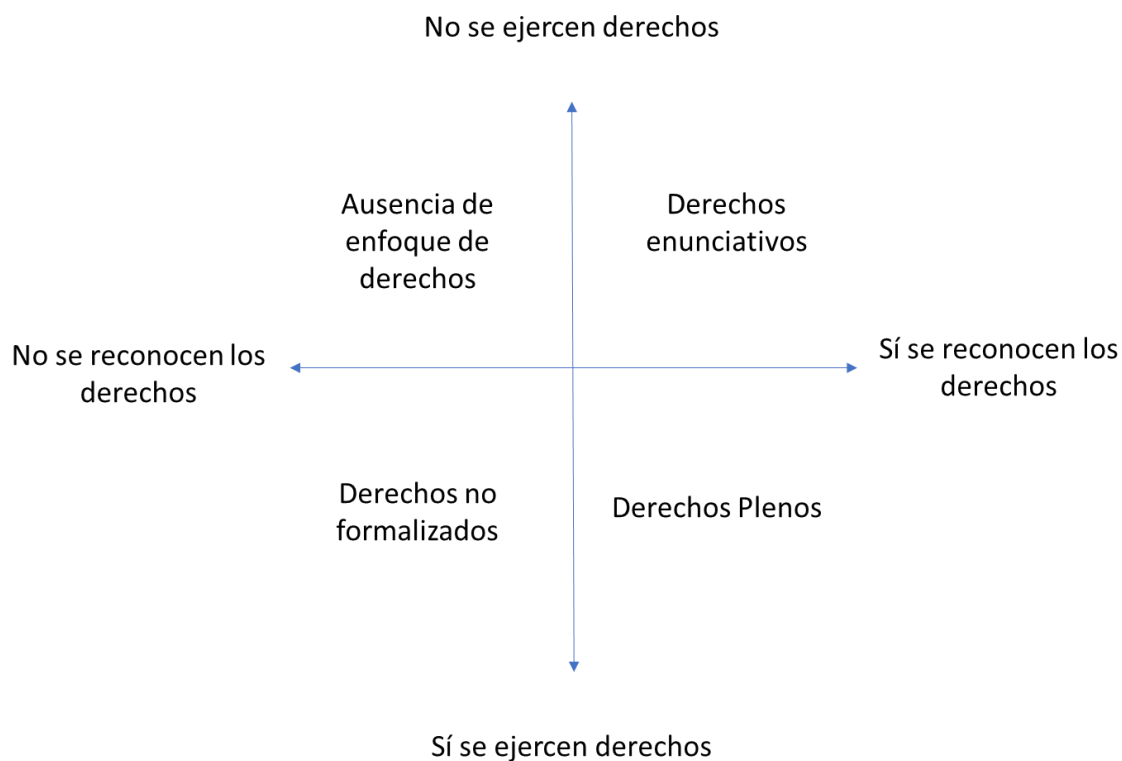 No se ejercen derechos
Ausencia de
enfoque de
derechos
Derechos
enunciativos
No se reconocen los
derechos
Sí se reconocen los
derechos
Derechos no
formalizados
Derechos Plenos
Sí se ejercen derechos